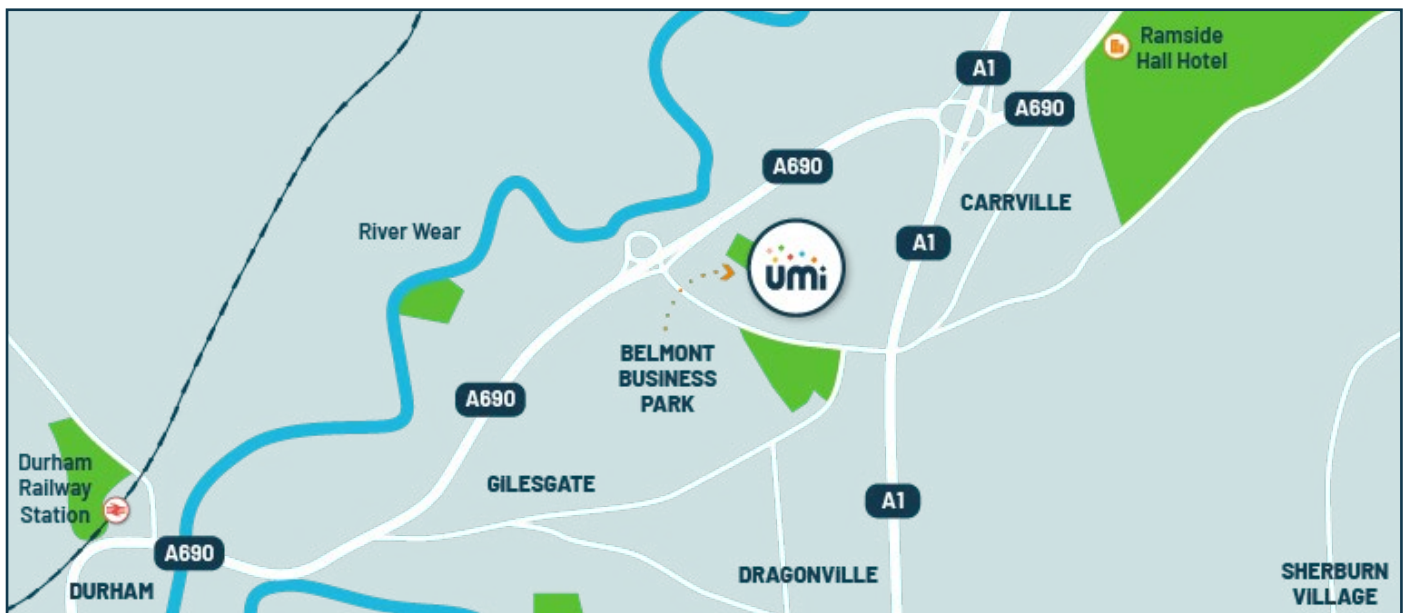 Ramside
Hall Hotel
A1
A690
A690
CARRVILLE
River Wear
A1
umi
BELMONT
BUSINESS
PARK
A690
Durham
Railway
Station
GILESGATE
A1
A690
DURHAM
DRAGONVILLE
SHERBURN
VILLAGE